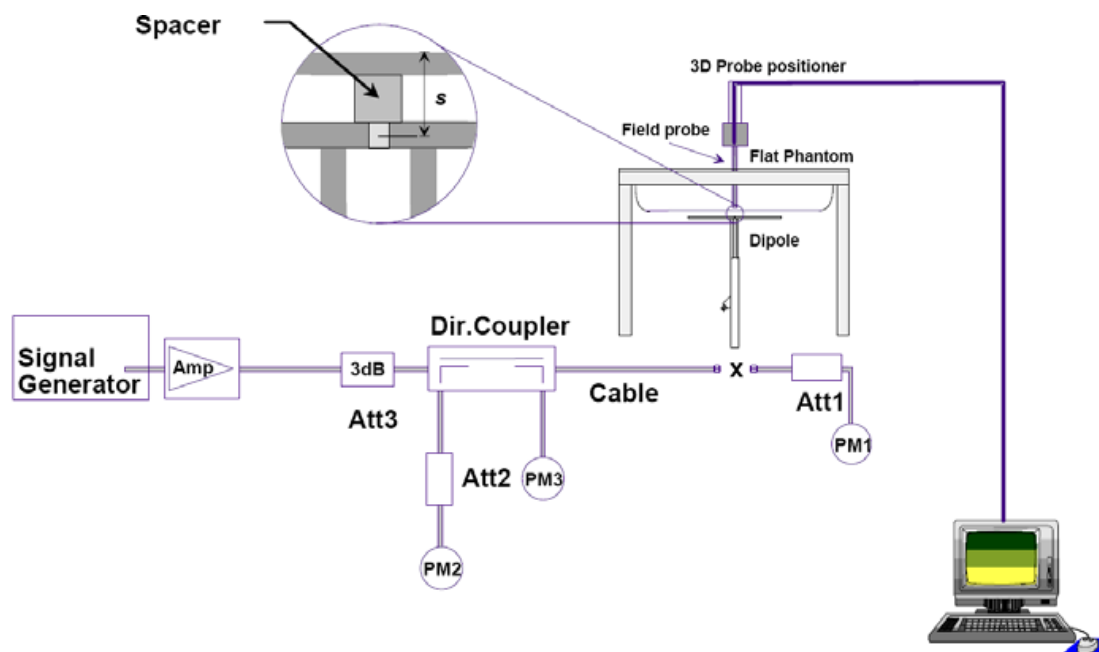 Spacer
s
3D Probe positioner
Field probe
Flat Phantom
Dipole
Dir.Coupler
Signal
Generator
Amp
3dB
Att3
Cable
X
Att1
PM1
Att2
PM3
PM2